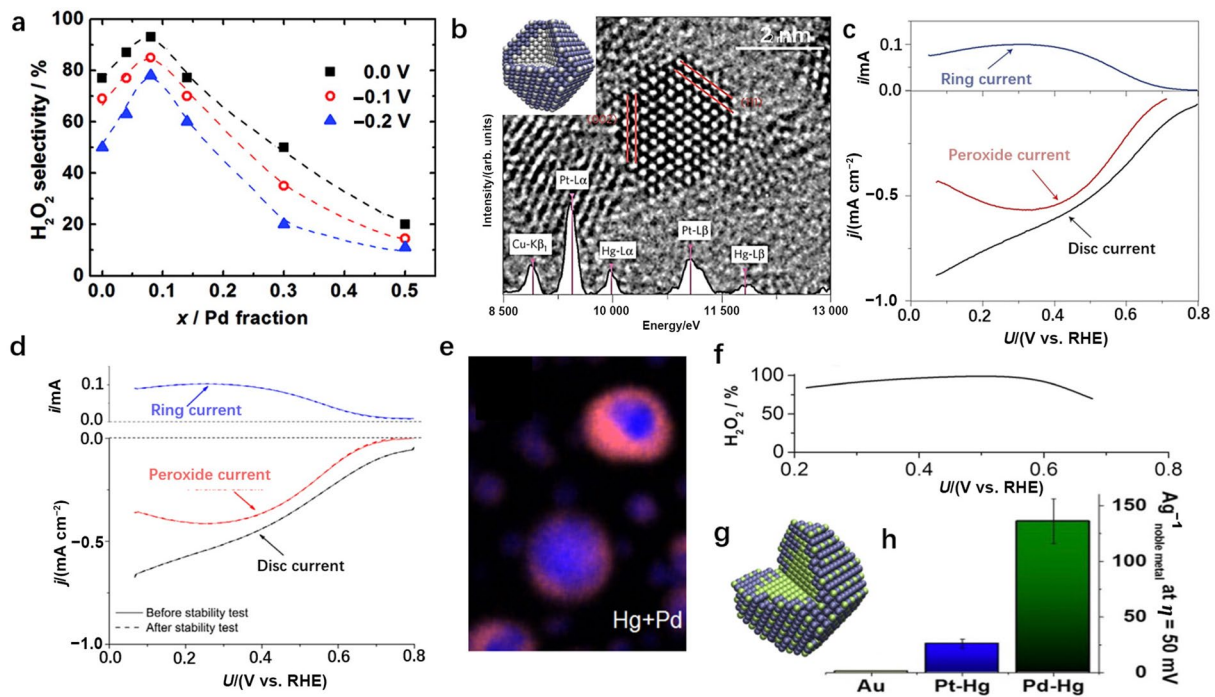 a
H₂O₂ selectivity / %
100
80
60
40
20
0
0.0 V
−0.1 V
−0.2 V
0.0 0.1 0.2 0.3 0.4 0.5
x / Pd fraction
b
2 nm
Intensity/(arb. units)
Cu-Kβ₁
Pt-Lα
Hg-Lα
Pt-Lβ
Hg-Lβ
8 500 10 000 11 500 13 000
Energy/eV
c
i/mA
0.1
0.0
Ring current
j/(mA cm⁻²)
−0.5
−1.0
Peroxide current
Disc current
0.0 0.2 0.4 0.6 0.8
U/(V vs. RHE)
d
i/mA
0.1
0.0
Ring current
0.0
j/(mA cm⁻²)
−0.5
−1.0
Peroxide current
Disc current
Before stability test
After stability test
0.0 0.2 0.4 0.6 0.8
U/(V vs. RHE)
e
Hg+Pd
f
H₂O₂ / %
100
50
0
0.2 0.4 0.6 0.8
U/(V vs. RHE)
g
h
Ag⁻¹ noble metal at η = 50 mV
150
100
50
0
Au Pt-Hg Pd-Hg